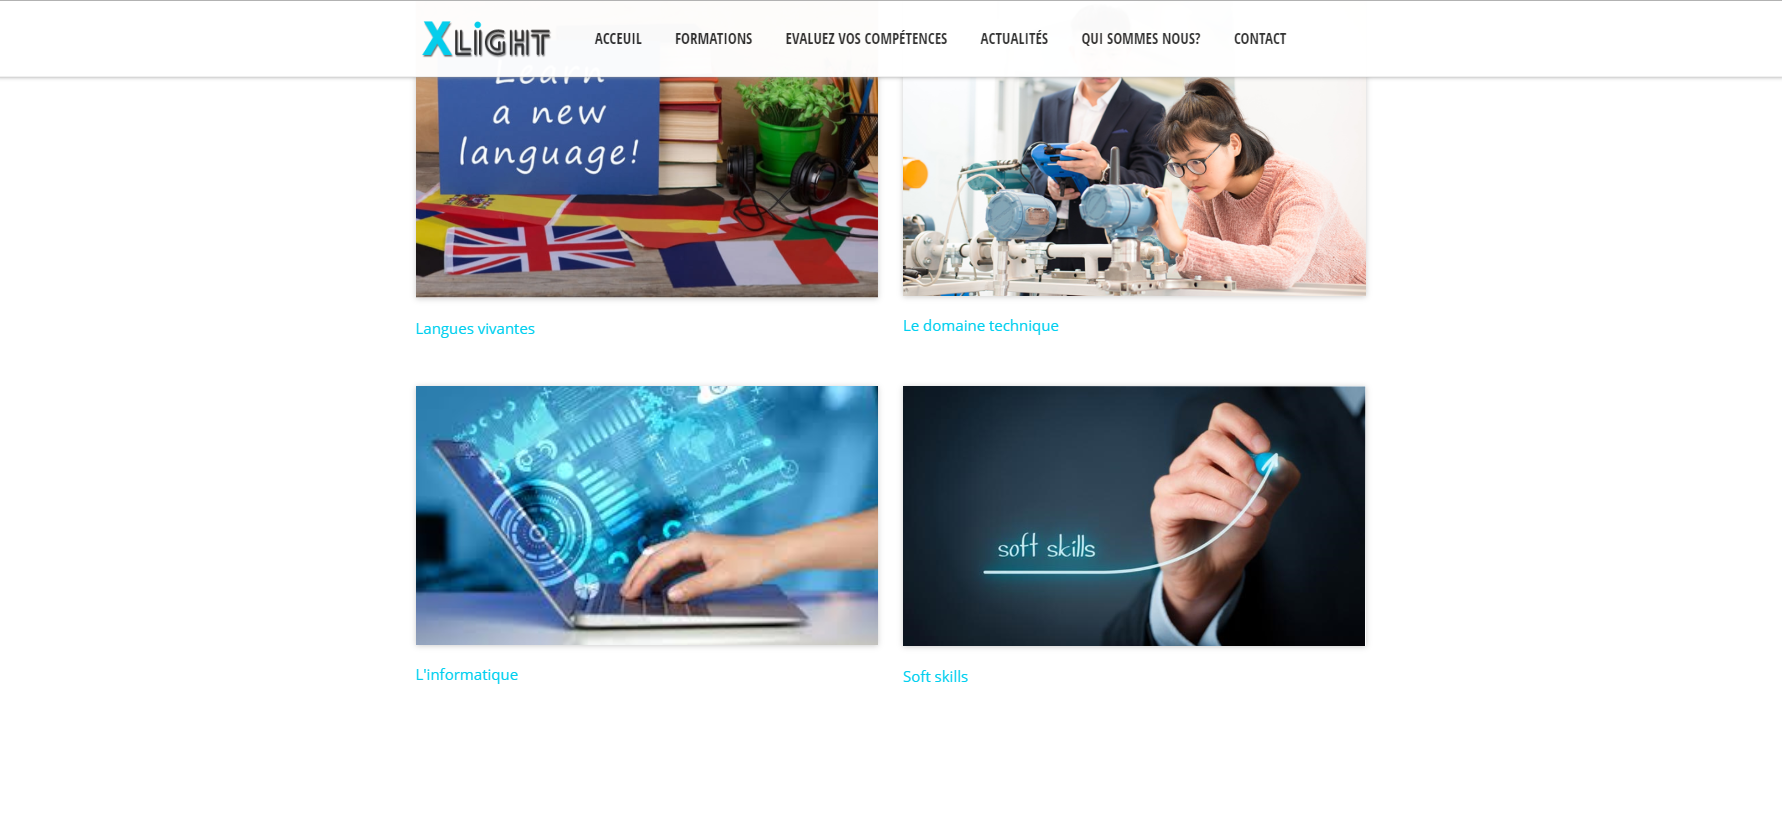 XLIGHT
ACCEUIL
FORMATIONS
EVALUEZ VOS COMPÉTENCES
ACTUALITÉS
QUI SOMMES NOUS?
CONTACT
Learn
a new
language!
Langues vivantes
Le domaine technique
soft skills
L'informatique
Soft skills